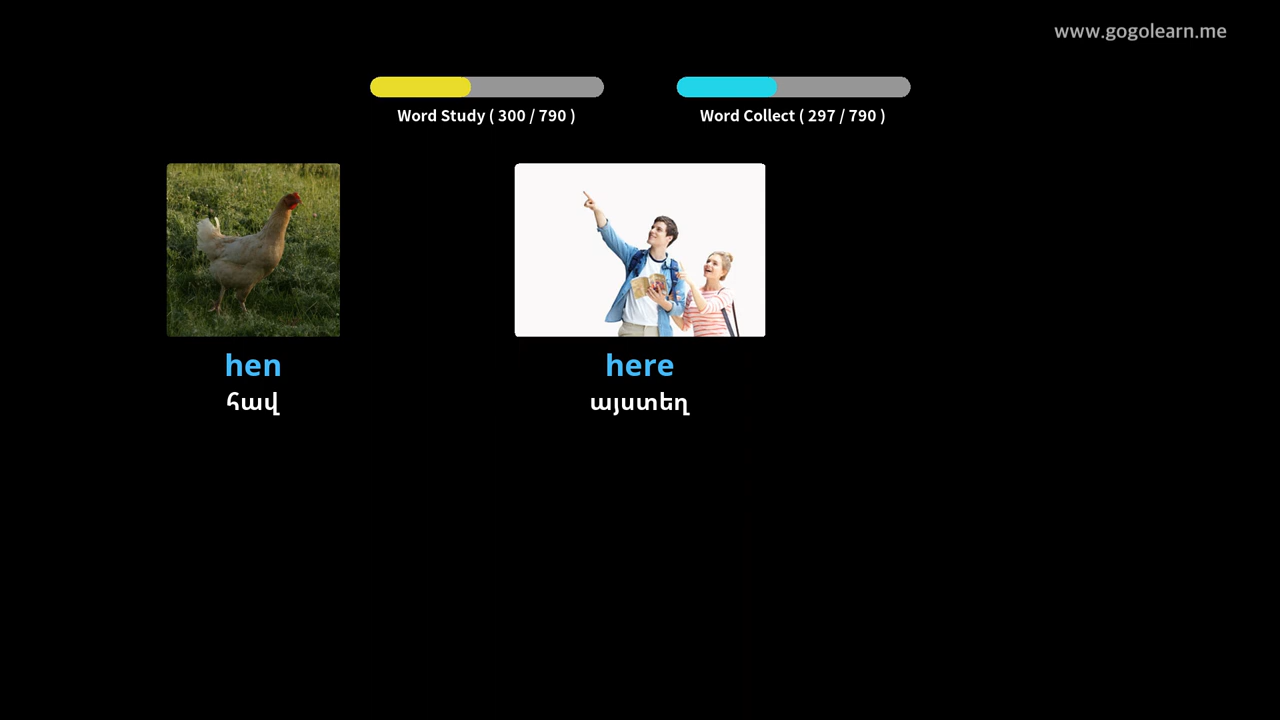 www.gogolearn.me
Word Study ( 300 / 790 )
Word Collect ( 297 / 790 )
hen
հավ
here
այստեղ